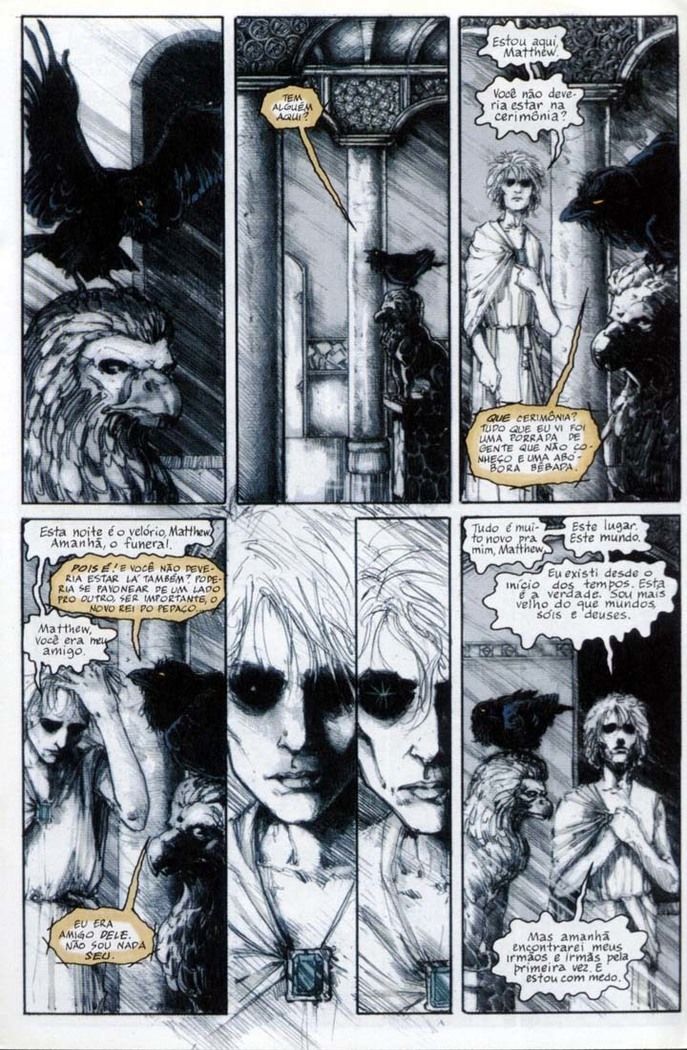 TEM
ALGUÉM
AQUI?
Estou aqui,
Matthew.
Você não deve-
ria estar na
cerimônia?
QUE CERIMÔNIA?
TUDO QUE EU VI FOI
UMA PORRADA DE
GENTE QUE NÃO CO-
NHEÇO E UMA ABÓ-
BORA BÊBADA.
Esta noite é o velório, Matthew.
Amanhã, o funeral.
POIS É! E VOCÊ NÃO DEVE-
RIA ESTAR LÁ TAMBÉM? PODE-
RIA SE PAVONEAR DE UM LADO
PRO OUTRO, SER IMPORTANTE, O
NOVO REI DO PEDAÇO.
Matthew,
você era meu
amigo.
EU ERA
AMIGO DELE.
NÃO SOU NADA
SEU.
Tudo é mui-
to novo pra
mim, Matthew.
Este lugar.
Este mundo.
Eu existi desde o
início dos tempos. Esta
é a verdade. Sou mais
velho do que mundos,
sóis e deuses.
Mas amanhã
encontrarei meus
irmãos e irmãs pela
primeira vez. E
estou com medo.